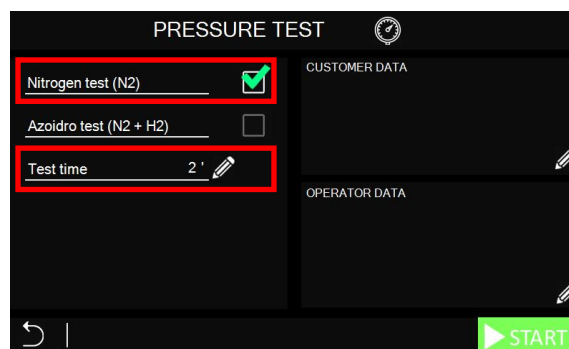 PRESSURE TEST
Nitrogen test (N2)
Azoidro test (N2 + H2)
Test time 2 '
CUSTOMER DATA
OPERATOR DATA
START